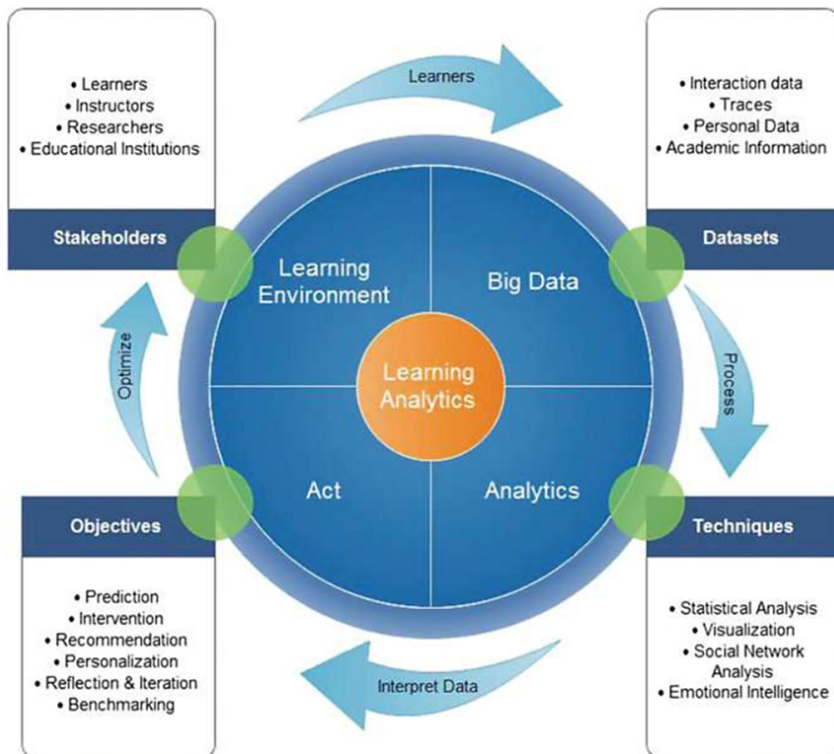 • Learners
• Instructors
• Researchers
• Educational Institutions
Stakeholders
Learners
• Interaction data
• Traces
• Personal Data
• Academic Information
Datasets
Learning
Environment
Big Data
Learning
Analytics
Act
Analytics
Optimize
Process
Objectives
• Prediction
• Intervention
• Recommendation
• Personalization
• Reflection & Iteration
• Benchmarking
Interpret Data
Techniques
• Statistical Analysis
• Visualization
• Social Network
Analysis
• Emotional Intelligence